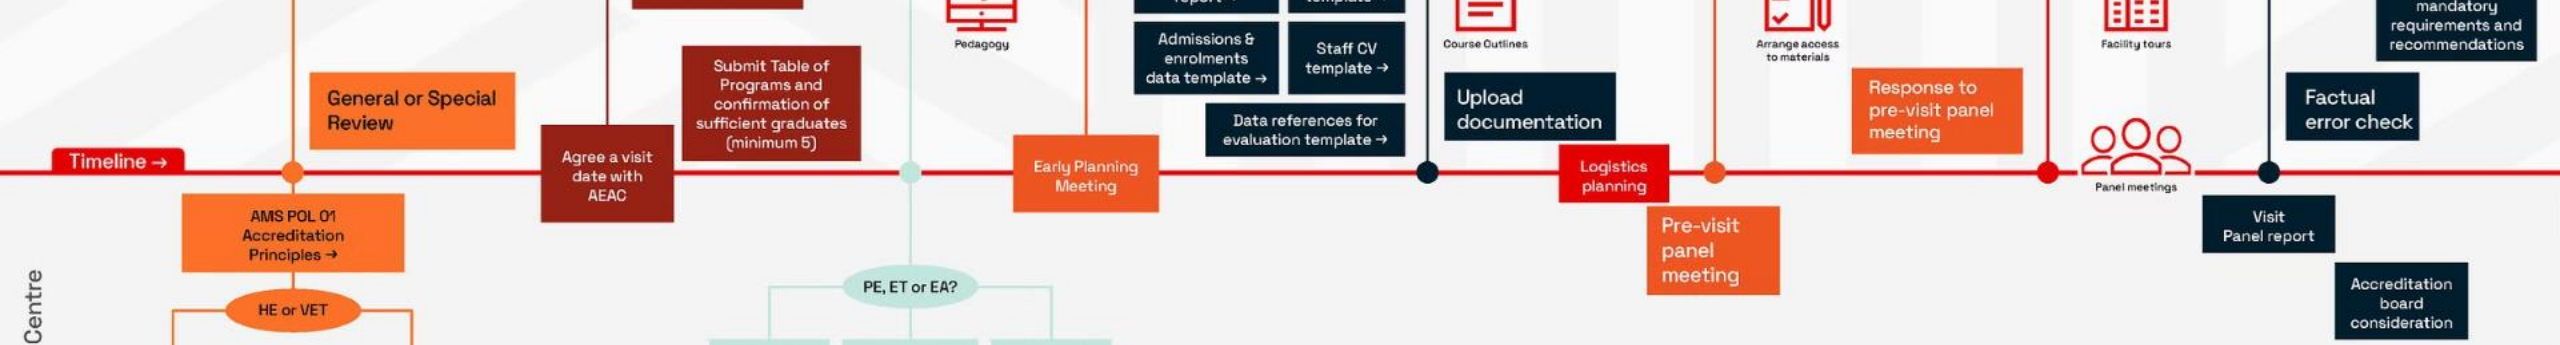 mandatory
requirements and
recommendations
Pedagogy
Admissions &
enrolments
data template →
Staff CV
template →
Course Outlines
Arrange access
to materials
Facility tours
Submit Table of
Programs and
confirmation of
sufficient graduates
(minimum 5)
General or Special
Review
Upload
documentation
Response to
pre-visit panel
meeting
Factual
error check
Data references for
evaluation template →
Timeline →
Agree a visit
date with
AEAC
Early Planning
Meeting
Logistics
planning
Panel meetings
AMS POL 01
Accreditation
Principles →
Pre-visit
panel
meeting
Visit
Panel report
PE, ET or EA?
HE or VET
Accreditation
board
consideration
Centre